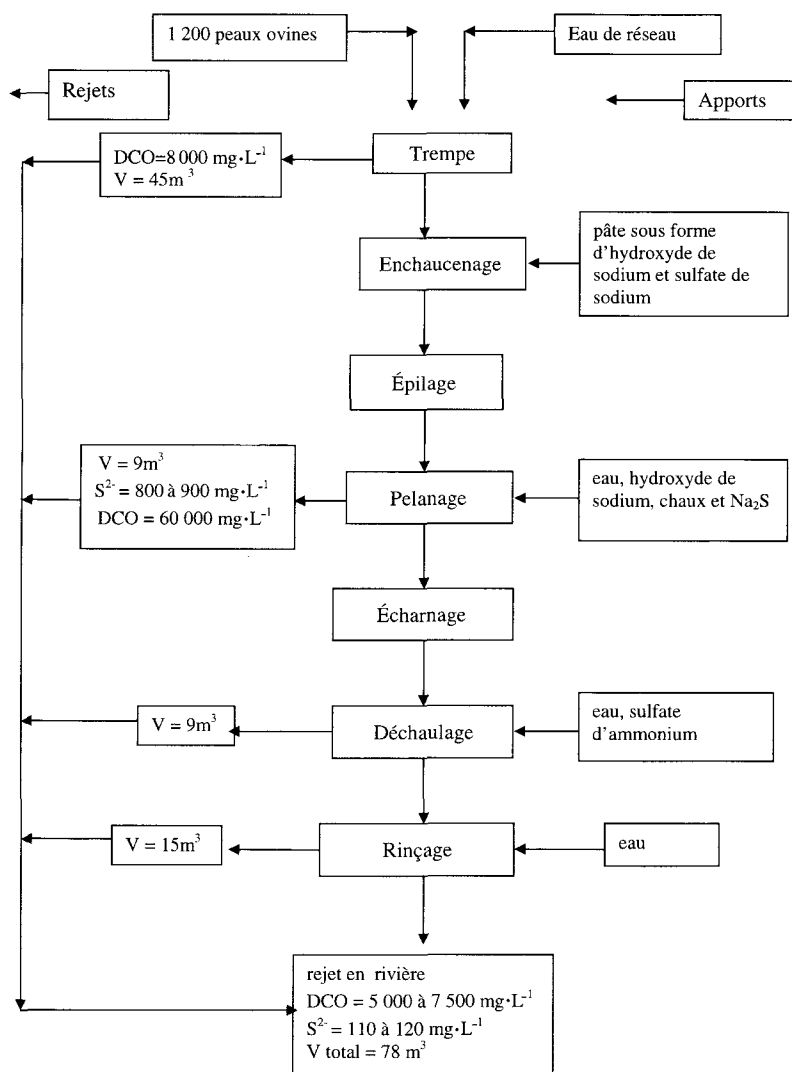 1 200 peaux ovines
Eau de réseau
Rejets
Apports
DCO=8 000 mg·L⁻¹
V = 45m³
Trempe
Enchaucenage
pâte sous forme
d'hydroxyde de
sodium et sulfate de
sodium
Épilage
V = 9m³
S²⁻ = 800 à 900 mg·L⁻¹
DCO = 60 000 mg·L⁻¹
Pelanage
eau, hydroxyde de
sodium, chaux et Na₂S
Écharnage
V = 9m³
Déchaulage
eau, sulfate
d'ammonium
V = 15m³
Rinçage
eau
rejet en rivière
DCO = 5 000 à 7 500 mg·L⁻¹
S²⁻ = 110 à 120 mg·L⁻¹
V total = 78 m³